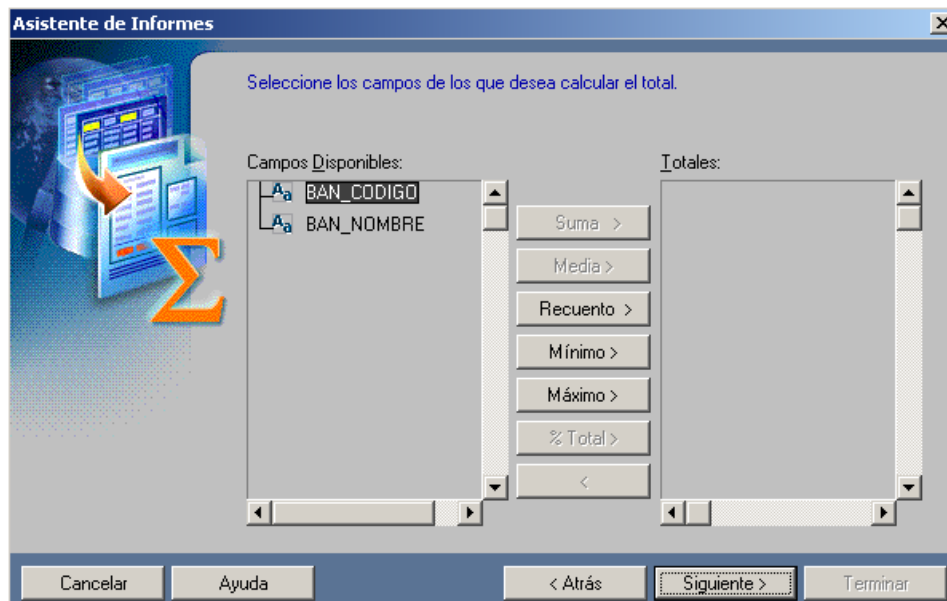 Asistente de Informes
Seleccione los campos de los que desea calcular el total.
Campos Disponibles:
Totales:
BAN_CODIGO
BAN_NOMBRE
Suma >
Media >
Recuento >
Mínimo >
Máximo >
% Total >
<
Cancelar
Ayuda
< Atrás
Siguiente >
Terminar